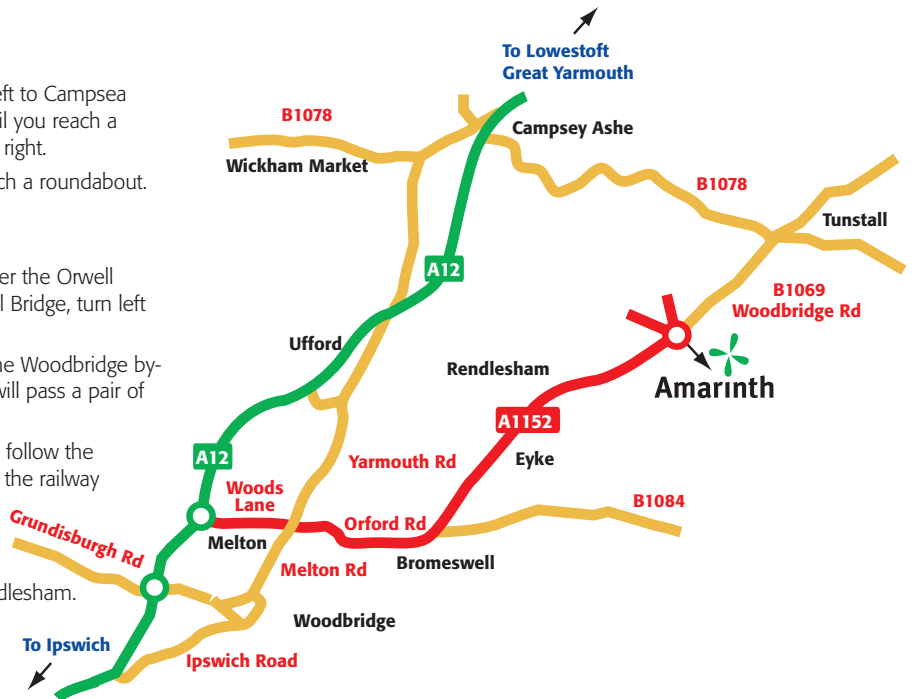 eft to Campsea
il you reach a
right.
ch a roundabout.
er the Orwell
l Bridge, turn left
he Woodbridge by-
will pass a pair of
follow the
the railway
dlesham.
To Lowestoft
Great Yarmouth
B1078
Campsey Ashe
Wickham Market
B1078
Tunstall
A12
B1069
Woodbridge Rd
Ufford
Rendlesham
Amarinth
A1152
A12
Yarmouth Rd
Eyke
Woods
Lane
B1084
Orford Rd
Grundisburgh Rd
Melton
Bromeswell
Melton Rd
Woodbridge
To Ipswich
Ipswich Road